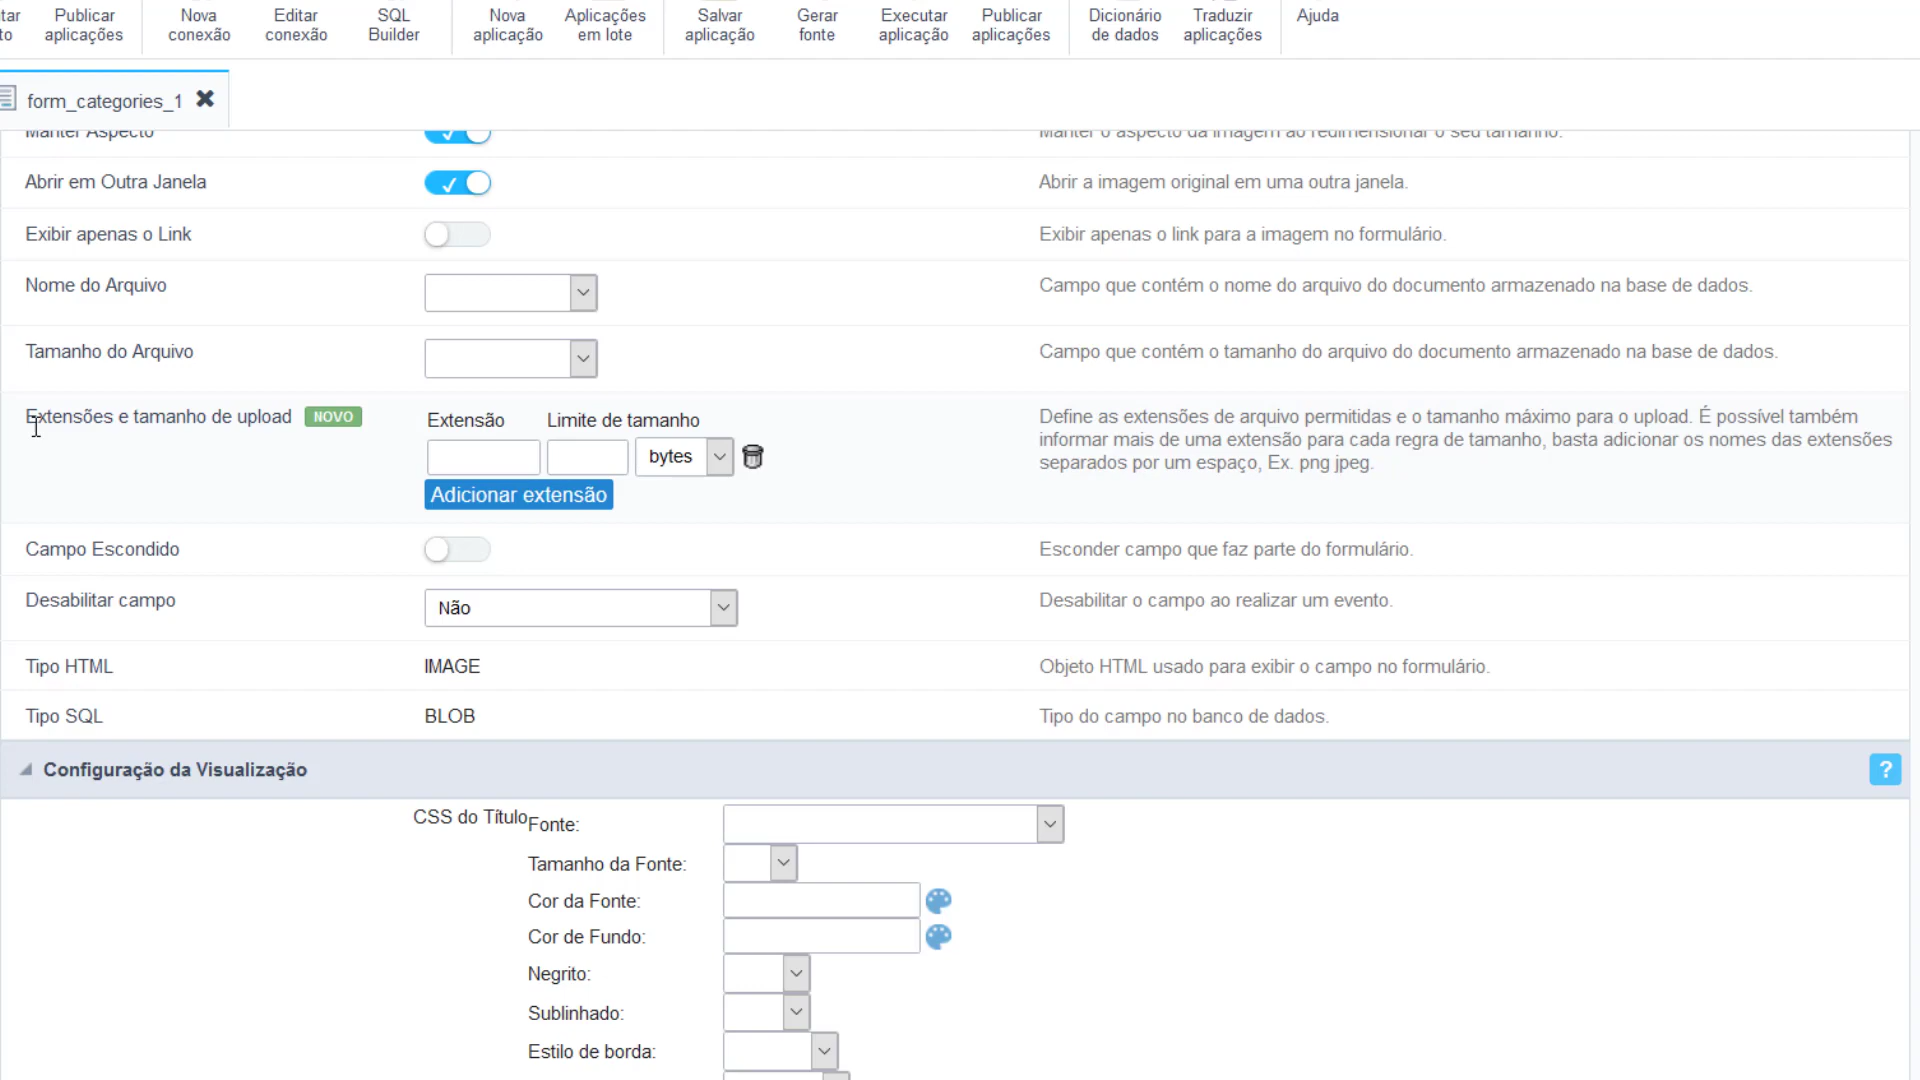 tar
to
Publicar
aplicações
Nova
conexão
Editar
conexão
SQL
Builder
Nova
aplicação
Aplicações
em lote
Salvar
aplicação
Gerar
fonte
Executar
aplicação
Publicar
aplicações
Dicionário
de dados
Traduzir
aplicações
Ajuda
form_categories_1
Manter Aspecto
Manter o aspecto da imagem ao redimensionar o seu tamanho.
Abrir em Outra Janela
Abrir a imagem original em uma outra janela.
Exibir apenas o Link
Exibir apenas o link para a imagem no formulário.
Nome do Arquivo
Campo que contém o nome do arquivo do documento armazenado na base de dados.
Tamanho do Arquivo
Campo que contém o tamanho do arquivo do documento armazenado na base de dados.
Extensões e tamanho de upload NOVO
Extensão Limite de tamanho
bytes
Adicionar extensão
Define as extensões de arquivo permitidas e o tamanho máximo para o upload. É possível também
informar mais de uma extensão para cada regra de tamanho, basta adicionar os nomes das extensões
separados por um espaço, Ex. png jpeg.
Campo Escondido
Esconder campo que faz parte do formulário.
Desabilitar campo
Não
Desabilitar o campo ao realizar um evento.
Tipo HTML
IMAGE
Objeto HTML usado para exibir o campo no formulário.
Tipo SQL
BLOB
Tipo do campo no banco de dados.
Configuração da Visualização
?
CSS do Título
Fonte:
Tamanho da Fonte:
Cor da Fonte:
Cor de Fundo:
Negrito:
Sublinhado:
Estilo de borda: